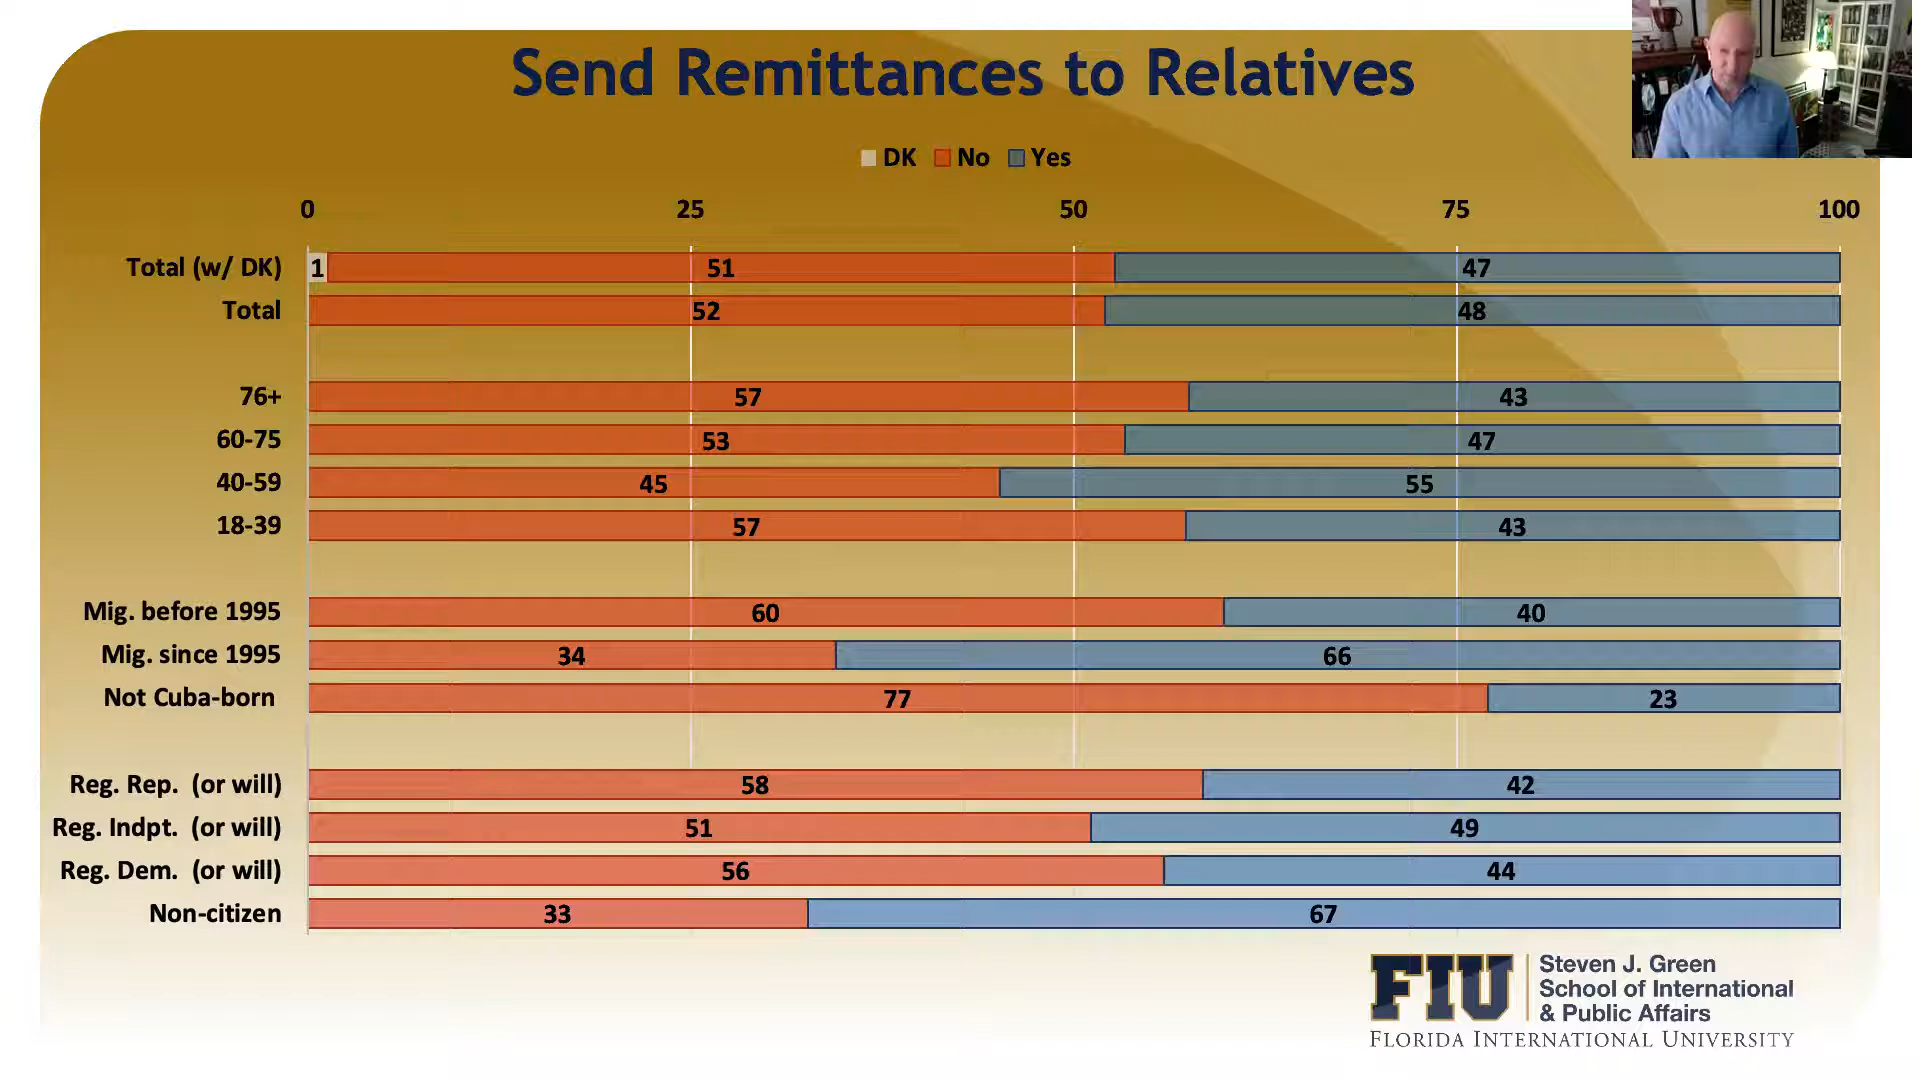 Send Remittances to Relatives
DK No Yes
0 25 50 75 100
Total (w/ DK) 1 51 47
Total 52 48
76+ 57 43
60-75 53 47
40-59 45 55
18-39 57 43
Mig. before 1995 60 40
Mig. since 1995 34 66
Not Cuba-born 77 23
Reg. Rep. (or will) 58 42
Reg. Indpt. (or will) 51 49
Reg. Dem. (or will) 56 44
Non-citizen 33 67
FIU
Steven J. Green
School of International
& Public Affairs
FLORIDA INTERNATIONAL UNIVERSITY